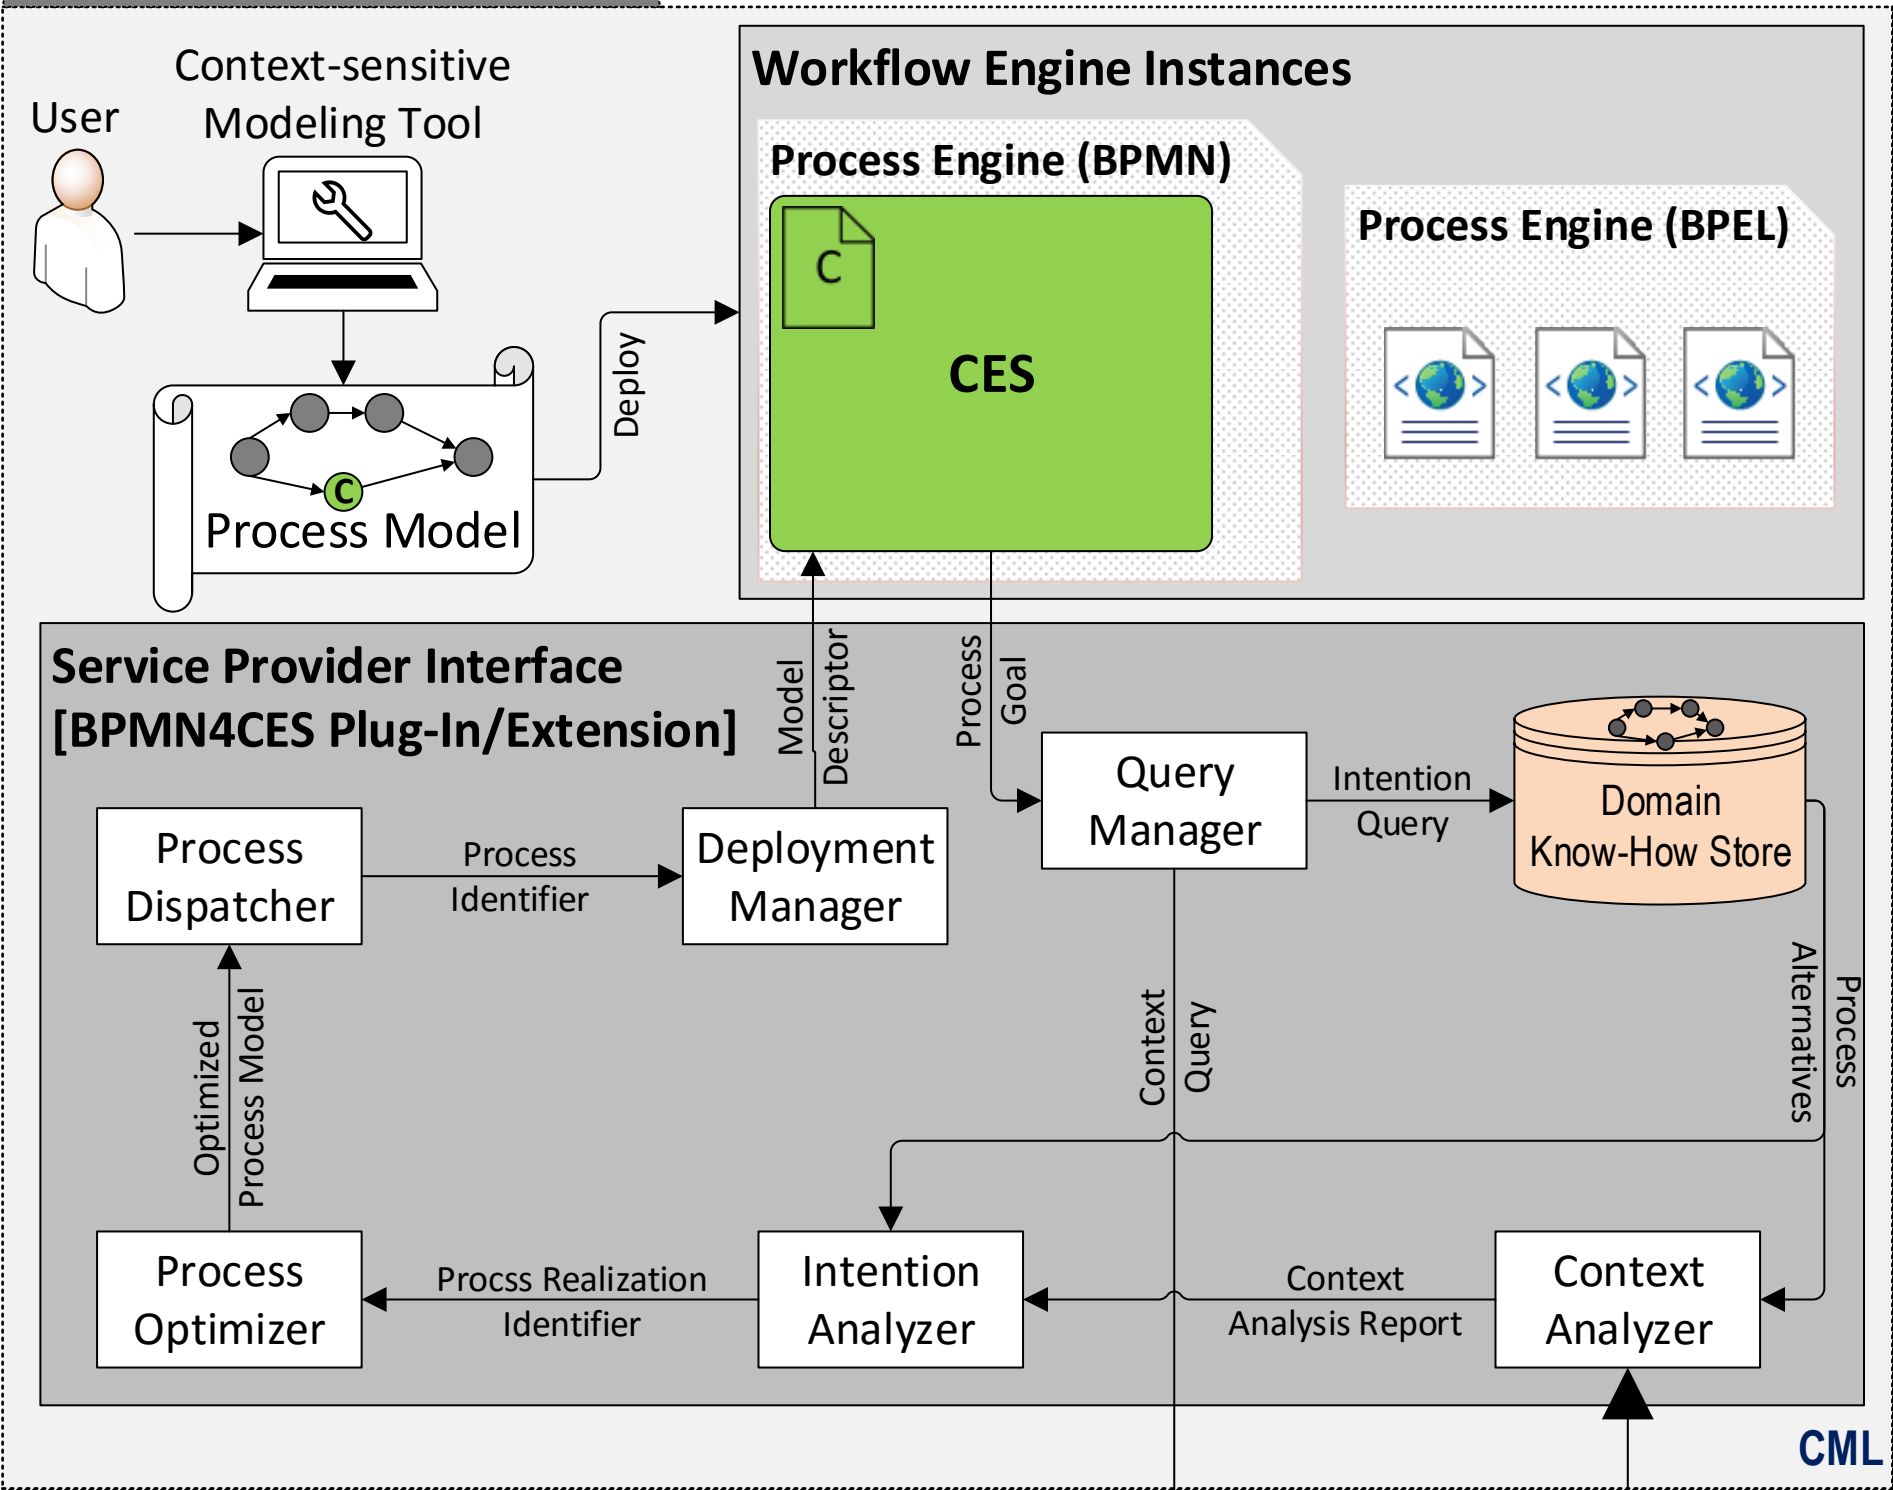 Context-sensitive
Modeling Tool
User
Workflow Engine Instances
Process Engine (BPMN)
C
CES
Process Engine (BPEL)
< >
< >
< >
Deploy
C
Process Model
Service Provider Interface
[BPMN4CES Plug-In/Extension]
Model
Descriptor
Process
Goal
Query
Manager
Intention
Query
Domain
Know-How Store
Process
Dispatcher
Process
Identifier
Deployment
Manager
Context
Query
Process
Alternatives
Optimized
Process Model
Process
Optimizer
Procss Realization
Identifier
Intention
Analyzer
Context
Analysis Report
Context
Analyzer
CML